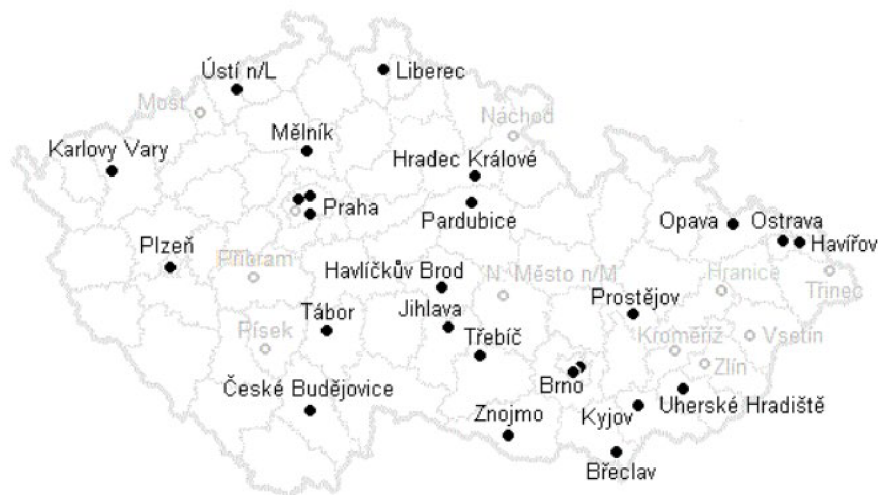 Ústí n/L
Liberec
Most
Náchod
Mělník
Karlovy Vary
Hradec Králové
Praha
Pardubice
Opava
Ostrava
Havířov
Plzeň
Příbram
Havlíčkův Brod
N. Město n/M
Hranice
Třinec
Prostějov
Tábor
Jihlava
Písek
Třebíč
Kroměříž
Vsetín
Zlín
České Budějovice
Brno
Znojmo
Kyjov
Uherské Hradiště
Břeclav